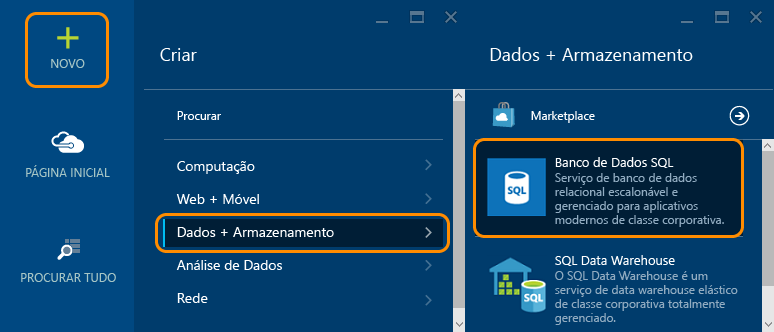 NOVO
PÁGINA INICIAL
PROCURAR TUDO
Criar
Procurar
Computação
Web + Móvel
Dados + Armazenamento
Análise de Dados
Rede
Dados + Armazenamento
Marketplace
SQL
Banco de Dados SQL
Serviço de banco de dados
relacional escalonável e
gerenciado para aplicativos
modernos de classe corporativa.
SQL
SQL Data Warehouse
O SQL Data Warehouse é um
serviço de data warehouse elástico
de classe corporativa totalmente
gerenciado.